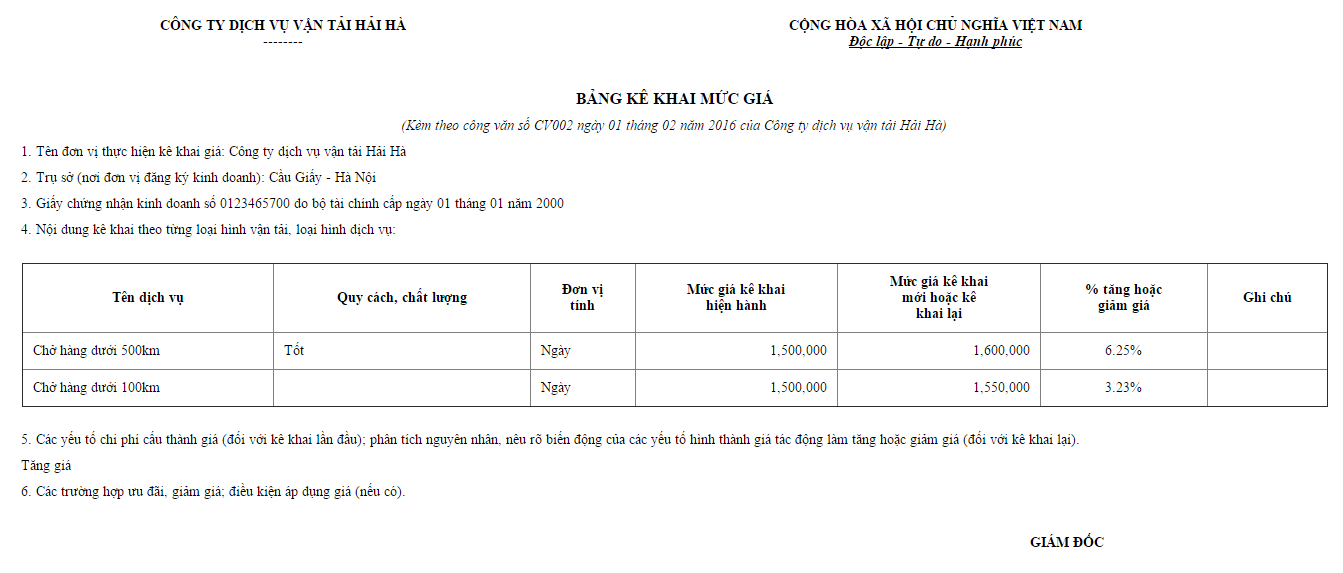 CÔNG TY DỊCH VỤ VẬN TẢI HẢI HÀ
--------
CỘNG HÒA XÃ HỘI CHỦ NGHĨA VIỆT NAM
Độc lập - Tự do - Hạnh phúc
BẢNG KÊ KHAI MỨC GIÁ
(Kèm theo công văn số CV002 ngày 01 tháng 02 năm 2016 của Công ty dịch vụ vận tải Hải Hà)
1. Tên đơn vị thực hiện kê khai giá: Công ty dịch vụ vận tải Hải Hà
2. Trụ sở (nơi đơn vị đăng ký kinh doanh): Cầu Giấy - Hà Nội
3. Giấy chứng nhận kinh doanh số 0123465700 do bộ tài chính cấp ngày 01 tháng 01 năm 2000
4. Nội dung kê khai theo từng loại hình vận tải, loại hình dịch vụ:
Tên dịch vụ
Quy cách, chất lượng
Đơn vị
tính
Mức giá kê khai
hiện hành
Mức giá kê khai
mới hoặc kê
khai lại
% tăng hoặc
giảm giá
Ghi chú
Chở hàng dưới 500km Tốt Ngày 1,500,000 1,600,000 6.25%
Chở hàng dưới 100km Ngày 1,500,000 1,550,000 3.23%
5. Các yếu tố chi phí cấu thành giá (đối với kê khai lần đầu); phân tích nguyên nhân, nêu rõ biến động của các yếu tố hình thành giá tác động làm tăng hoặc giảm giá (đối với kê khai lại).
Tăng giá
6. Các trường hợp ưu đãi, giảm giá; điều kiện áp dụng giá (nếu có).
GIÁM ĐỐC